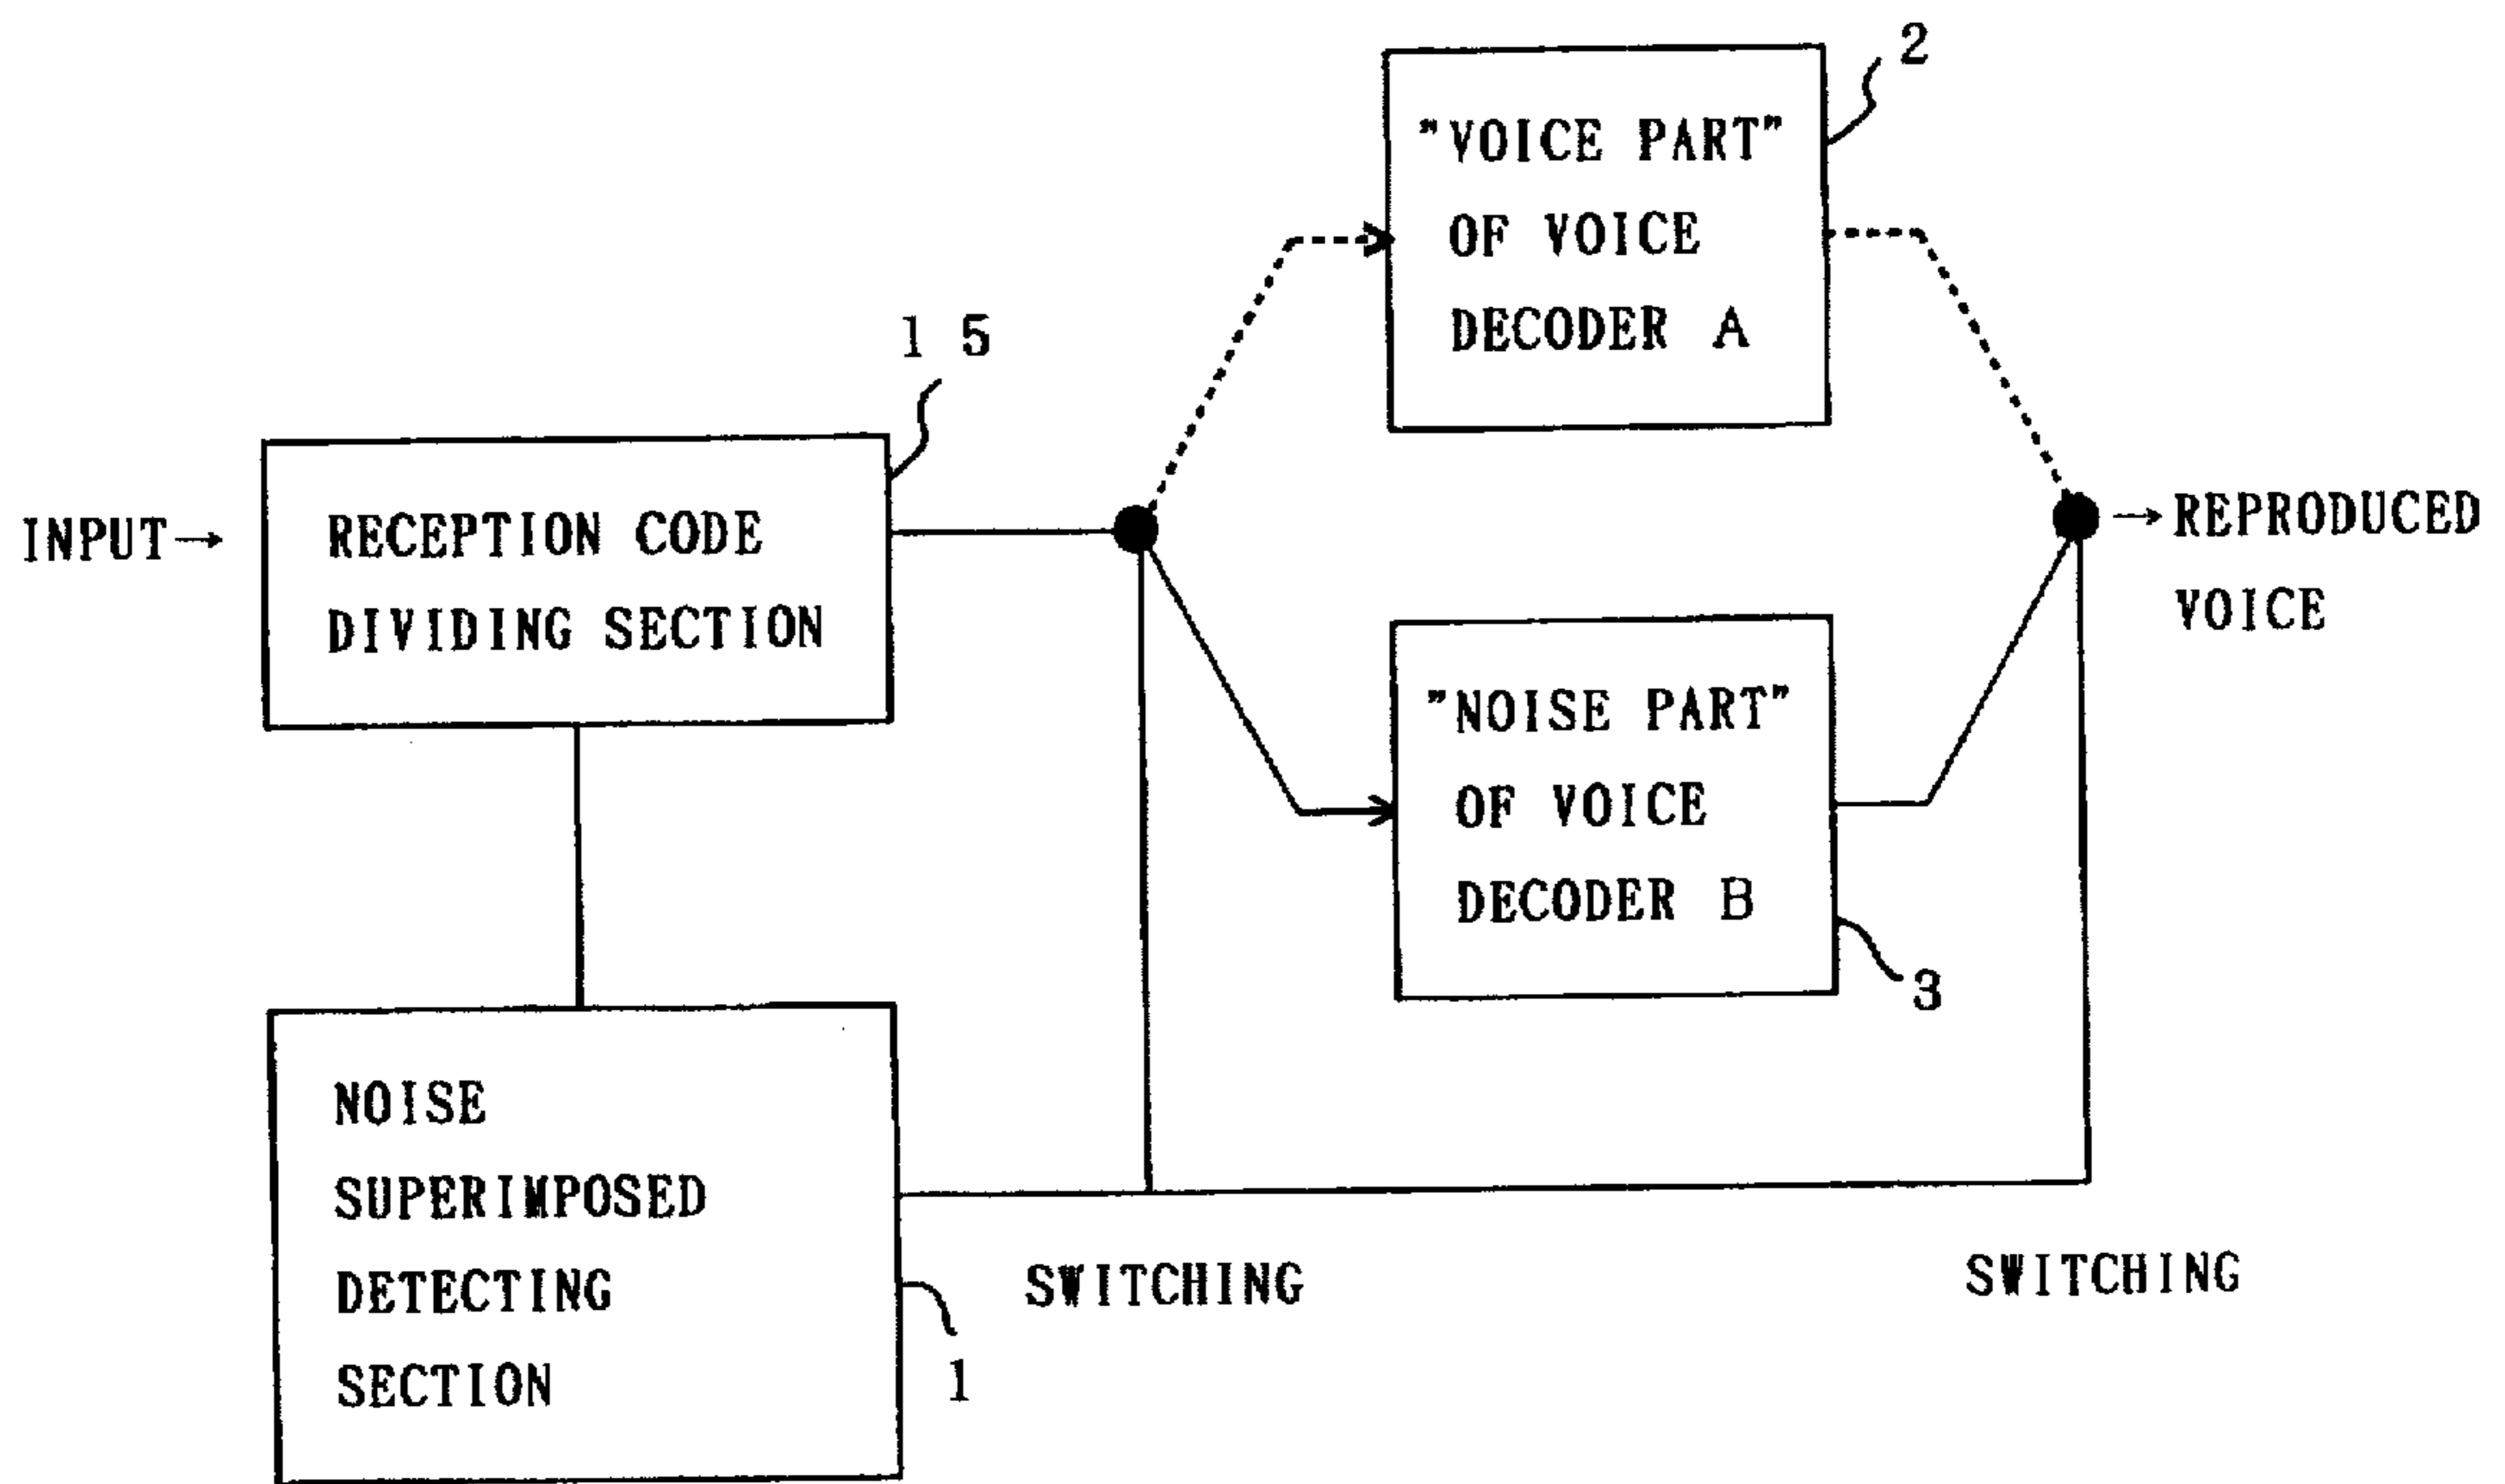 2
"VOICE PART"
OF VOICE
DECODER A
1 5
INPUT→
RECEPTION CODE
DIVIDING SECTION
→REPRODUCED
VOICE
"NOISE PART"
OF VOICE
DECODER B
3
NOISE
SUPERIMPOSED
DETECTING
SECTION
1
SWITCHING
SWITCHING